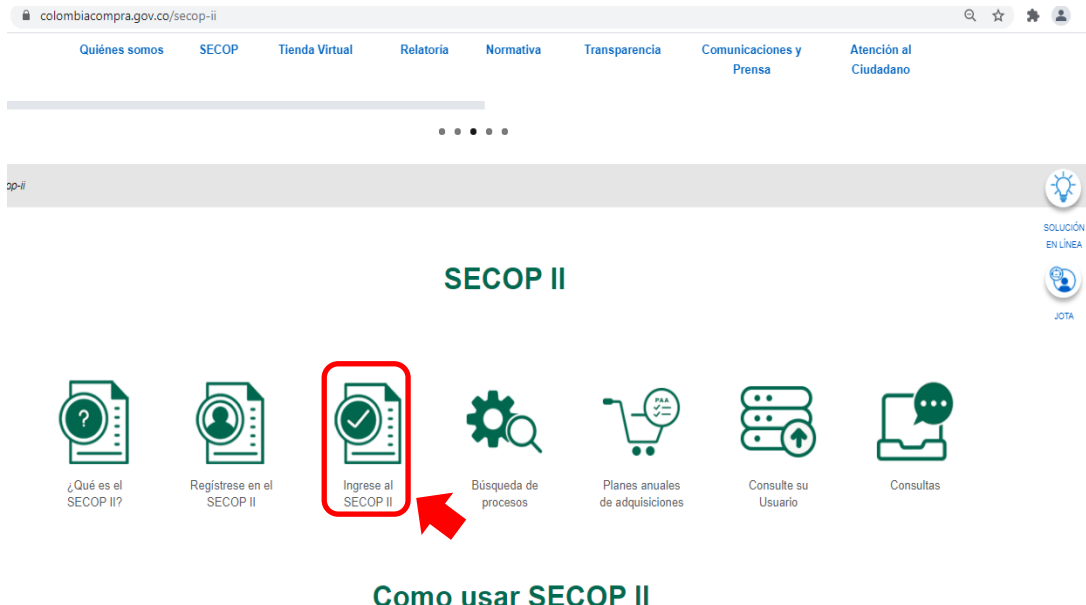 colombiacompra.gov.co/secop-ii
Quiénes somos
SECOP
Tienda Virtual
Relatoría
Normativa
Transparencia
Comunicaciones y
Prensa
Atención al
Ciudadano
op-ii
SOLUCIÓN
EN LÍNEA
JOTA
SECOP II
?
PAA
¿Qué es el
SECOP II?
Regístrese en el
SECOP II
Ingrese al
SECOP II
Búsqueda de
procesos
Planes anuales
de adquisiciones
Consulte su
Usuario
Consultas
Como usar SECOP II